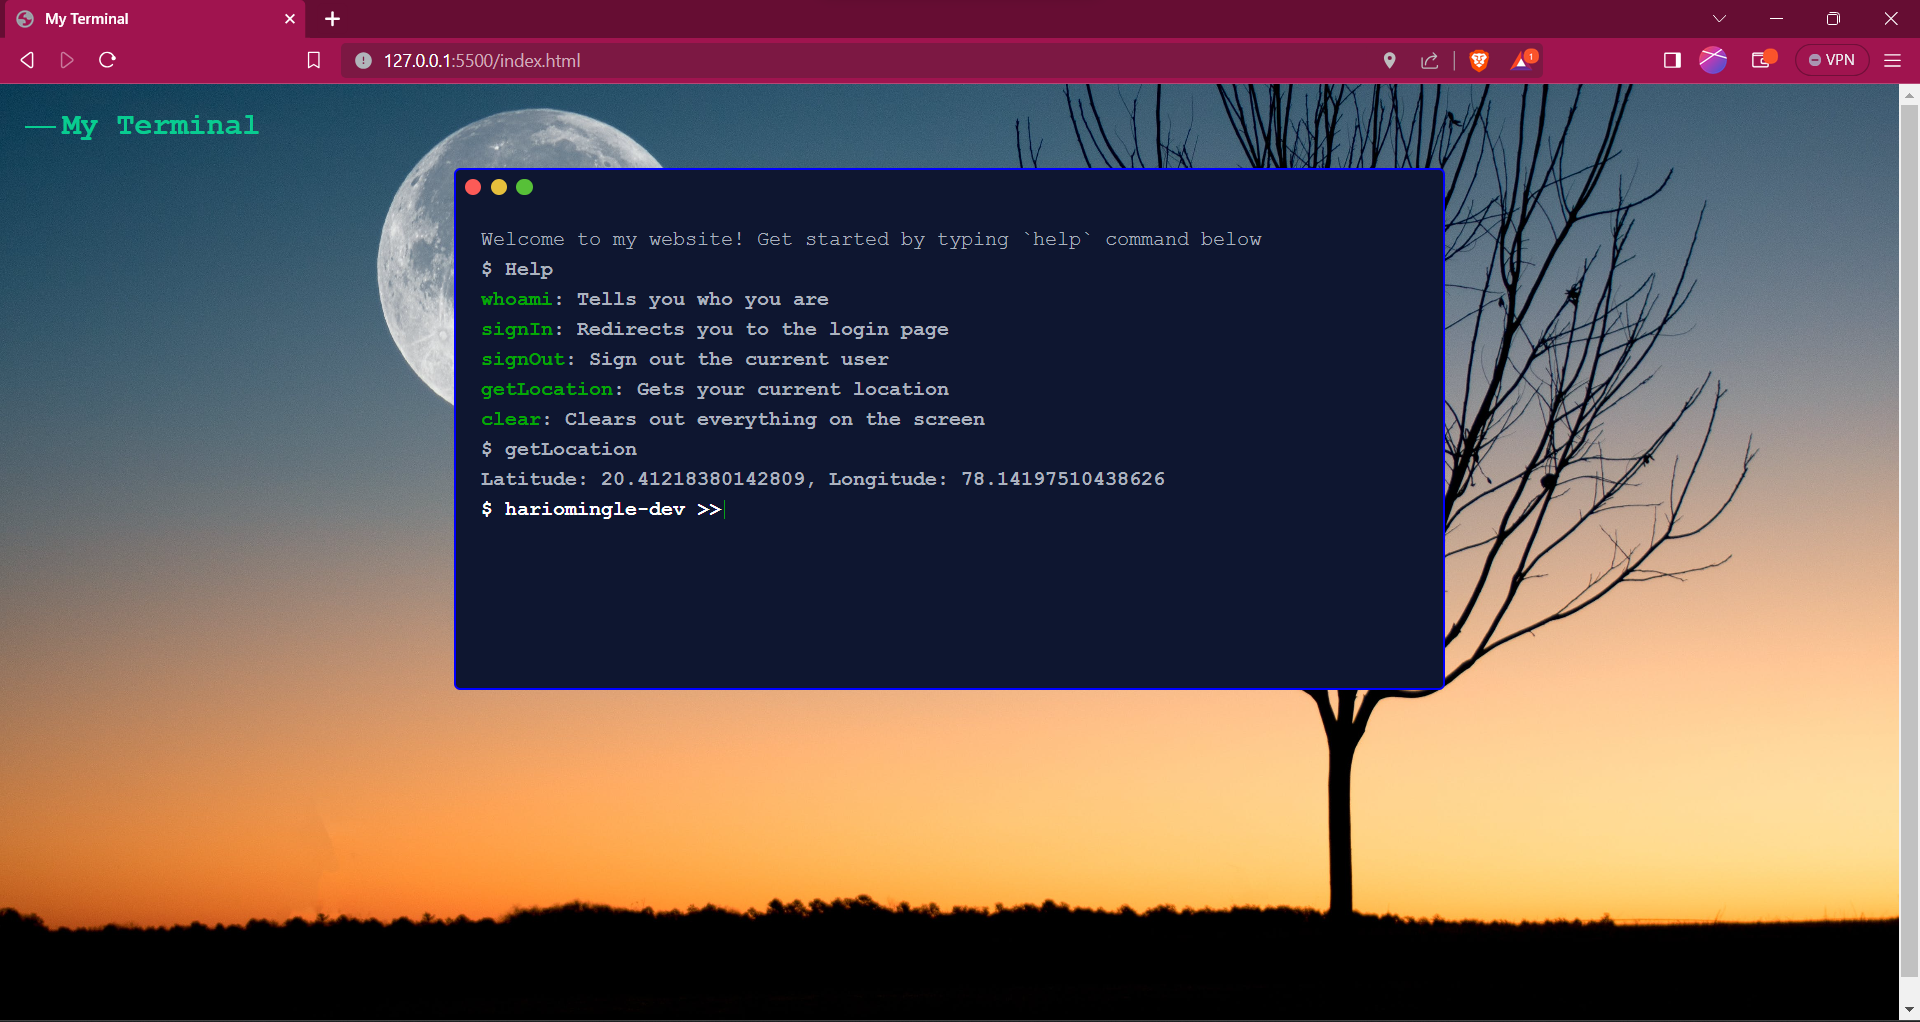 My Terminal
127.0.0.1:5500/index.html
1
VPN
My Terminal
Welcome to my website! Get started by typing `help` command below
$ Help
whoami: Tells you who you are
signIn: Redirects you to the login page
signOut: Sign out the current user
getLocation: Gets your current location
clear: Clears out everything on the screen
$ getLocation
Latitude: 20.41218380142809, Longitude: 78.14197510438626
$ hariomingle-dev >>